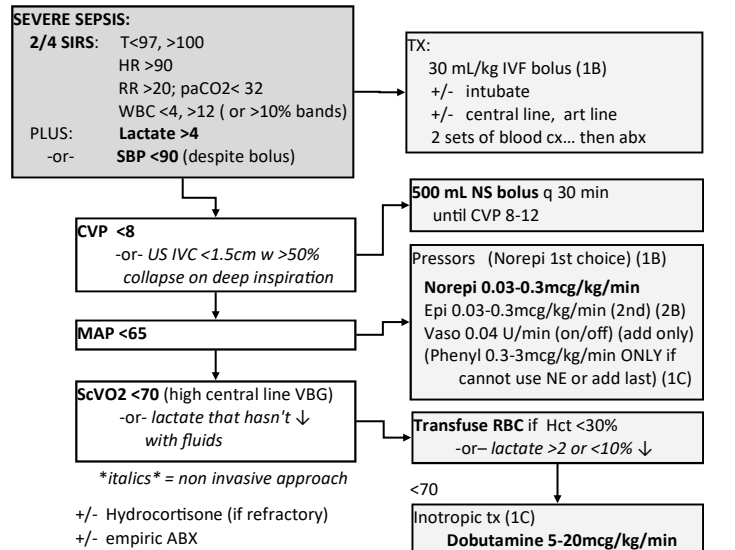 SEVERE SEPSIS:
2/4 SIRS: T<97, >100
HR >90
RR >20; paCO2< 32
WBC <4, >12 ( or >10% bands)
PLUS: Lactate >4
-or- SBP <90 (despite bolus)
TX:
30 mL/kg IVF bolus (1B)
+/- intubate
+/- central line, art line
2 sets of blood cx... then abx
CVP <8
-or- US IVC <1.5cm w >50%
collapse on deep inspiration
500 mL NS bolus q 30 min
until CVP 8-12
MAP <65
Pressors (Norepi 1st choice) (1B)
Norepi 0.03-0.3mcg/kg/min
Epi 0.03-0.3mcg/kg/min (2nd) (2B)
Vaso 0.04 U/min (on/off) (add only)
(Phenyl 0.3-3mcg/kg/min ONLY if
cannot use NE or add last) (1C)
ScVO2 <70 (high central line VBG)
-or- lactate that hasn't ↓
with fluids
Transfuse RBC if Hct <30%
-or– lactate >2 or <10% ↓
*italics* = non invasive approach
<70
+/- Hydrocortisone (if refractory)
+/- empiric ABX
Inotropic tx (1C)
Dobutamine 5-20mcg/kg/min